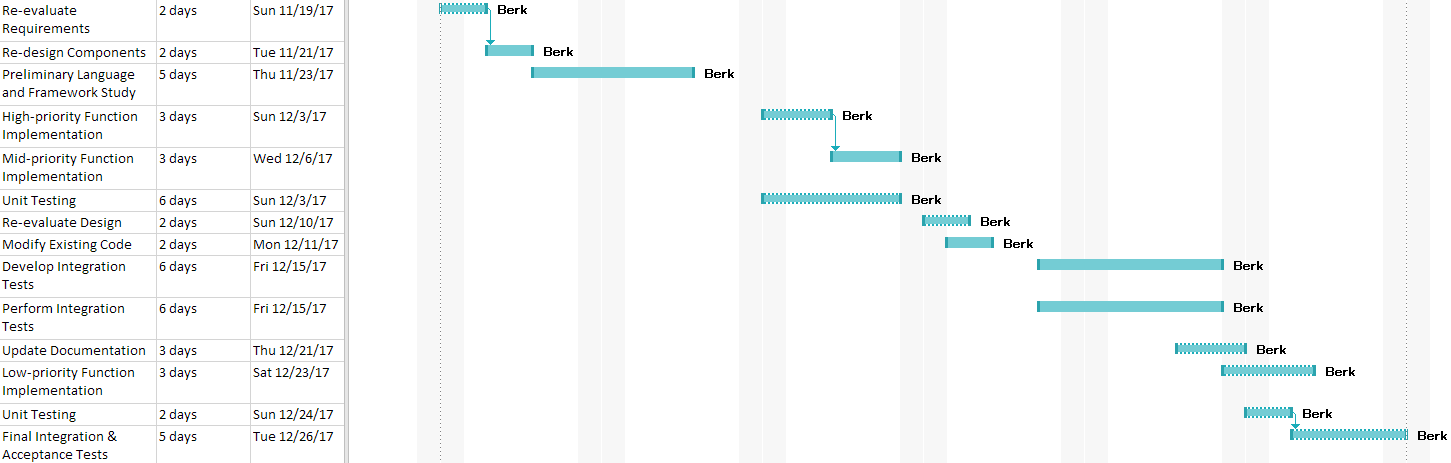 Re-evaluate 2 days Sun 11/19/17 Berk
Requirements
Re-design Components 2 days Tue 11/21/17 Berk
Preliminary Language 5 days Thu 11/23/17 Berk
and Framework Study
High-priority Function 3 days Sun 12/3/17 Berk
Implementation
Mid-priority Function 3 days Wed 12/6/17 Berk
Implementation
Unit Testing 6 days Sun 12/3/17 Berk
Re-evaluate Design 2 days Sun 12/10/17 Berk
Modify Existing Code 2 days Mon 12/11/17 Berk
Develop Integration 6 days Fri 12/15/17 Berk
Tests
Perform Integration 6 days Fri 12/15/17 Berk
Tests
Update Documentation 3 days Thu 12/21/17 Berk
Low-priority Function 3 days Sat 12/23/17 Berk
Implementation
Unit Testing 2 days Sun 12/24/17 Berk
Final Integration & 5 days Tue 12/26/17 Berk
Acceptance Tests